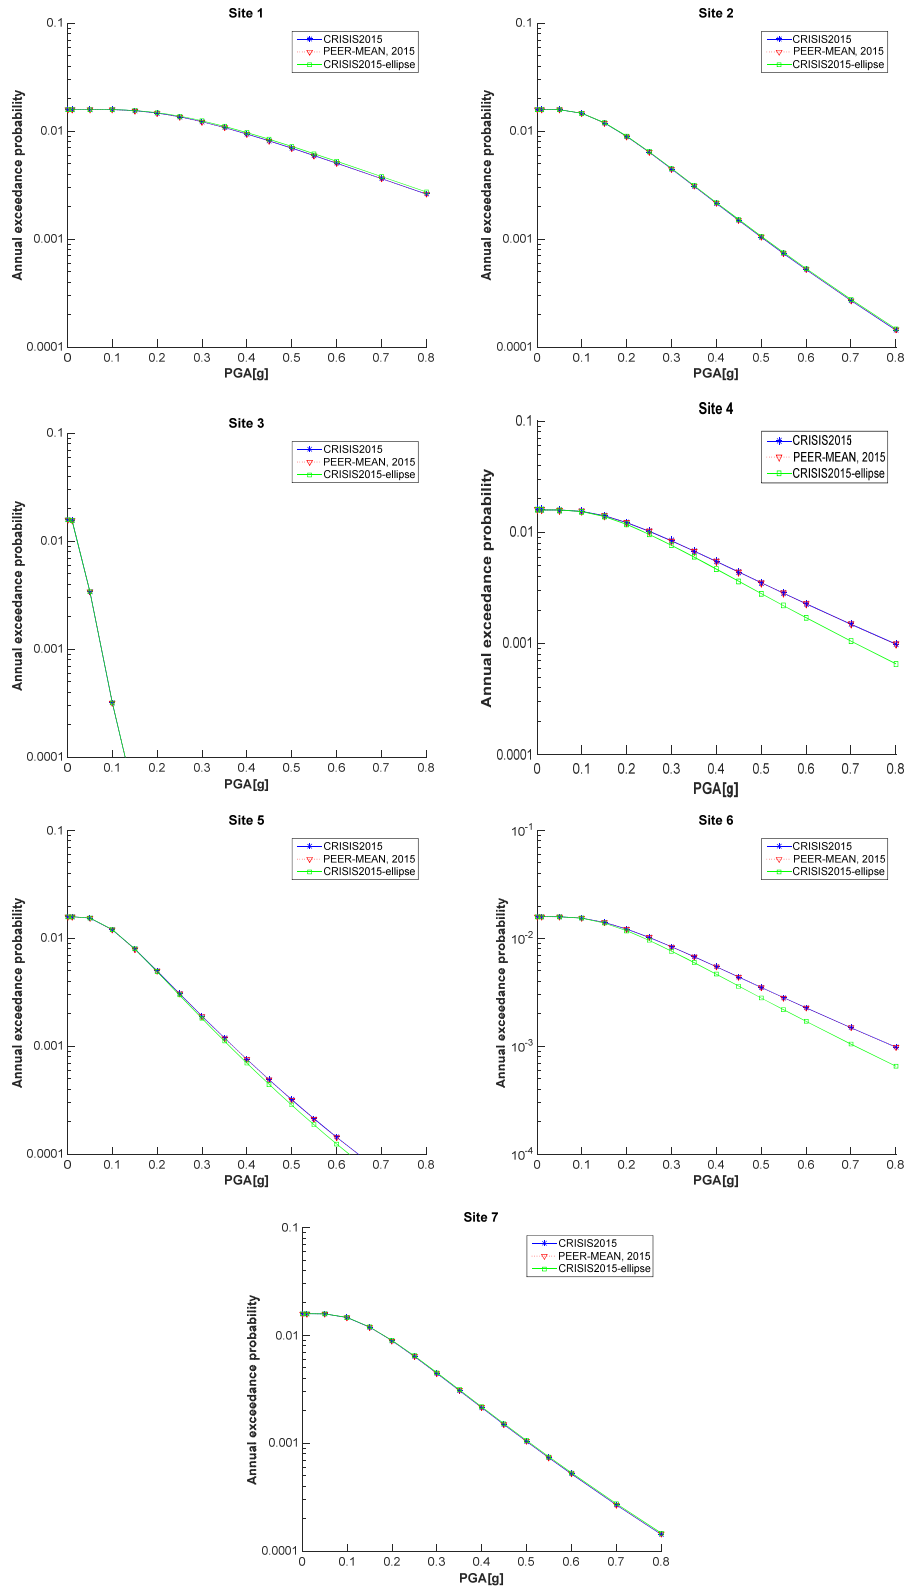 Site 1
CRISIS2015
PEER-MEAN, 2015
CRISIS2015-ellipse
Annual exceedance probability
0.1
0.01
0.001
0.0001
0 0.1 0.2 0.3 0.4 0.5 0.6 0.7 0.8
PGA[g]
Site 2
CRISIS2015
PEER-MEAN, 2015
CRISIS2015-ellipse
Annual exceedance probability
0.1
0.01
0.001
0.0001
0 0.1 0.2 0.3 0.4 0.5 0.6 0.7 0.8
PGA[g]
Site 3
CRISIS2015
PEER-MEAN, 2015
CRISIS2015-ellipse
Annual exceedance probability
0.1
0.01
0.001
0.0001
0 0.1 0.2 0.3 0.4 0.5 0.6 0.7 0.8
PGA[g]
Site 4
CRISIS2015
PEER-MEAN, 2015
CRISIS2015-ellipse
Annual exceedance probability
0.1
0.01
0.001
0.0001
0 0.1 0.2 0.3 0.4 0.5 0.6 0.7 0.8
PGA[g]
Site 5
CRISIS2015
PEER-MEAN, 2015
CRISIS2015-ellipse
Annual exceedance probability
0.1
0.01
0.001
0.0001
0 0.1 0.2 0.3 0.4 0.5 0.6 0.7 0.8
PGA[g]
Site 6
CRISIS2015
PEER-MEAN, 2015
CRISIS2015-ellipse
Annual exceedance probability
10⁻¹
10⁻²
10⁻³
10⁻⁴
0 0.1 0.2 0.3 0.4 0.5 0.6 0.7 0.8
PGA[g]
Site 7
CRISIS2015
PEER-MEAN, 2015
CRISIS2015-ellipse
Annual exceedance probability
0.1
0.01
0.001
0.0001
0 0.1 0.2 0.3 0.4 0.5 0.6 0.7 0.8
PGA[g]